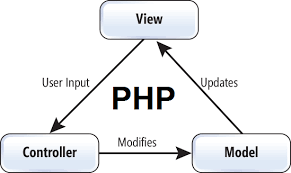 View
User Input
Updates
PHP
Modifies
Controller
Model